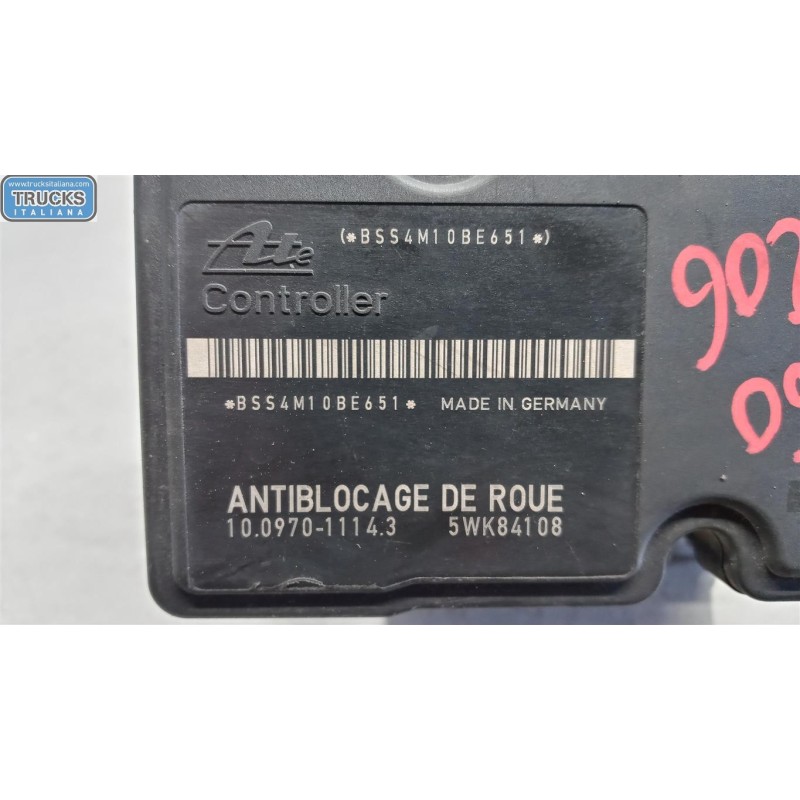 www.trucksitaliana.com
TRUCKS
ITALIANA
(*BSS4M10BE651*)
Ate
Controller
*BSS4M10BE651* MADE IN GERMANY
ANTIBLOCAGE DE ROUE
10.0970-1114.3 5WK84108